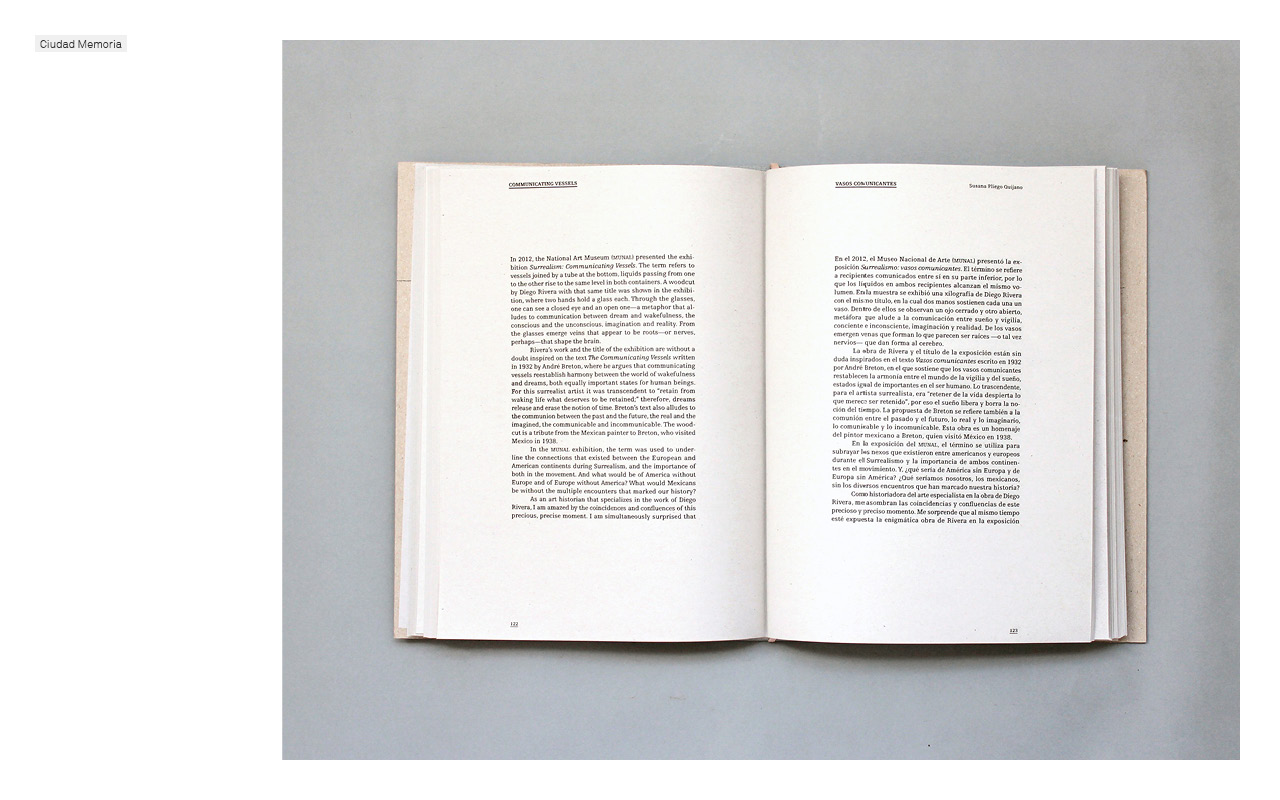 Ciudad Memoria
COMMUNICATING VESSELS
In 2012, the National Art Museum (MUNAL) presented the exhi-
bition Surrealism: Communicating Vessels. The term refers to
vessels joined by a tube at the bottom, liquids passing from one
to the other rise to the same level in both containers. A woodcut
by Diego Rivera with that same title was shown in the exhibi-
tion, where two hands hold a glass each. Through the glasses,
one can see a closed eye and an open one—a metaphor that al-
ludes to communication between dream and wakefulness, the
conscious and the unconscious, imagination and reality. From
the glasses emerge veins that appear to be roots—or nerves,
perhaps—that shape the brain.
Rivera's work and the title of the exhibition are without a
doubt inspired on the text The Communicating Vessels written
in 1932 by André Breton, where he argues that communicating
vessels reestablish harmony between the world of wakefulness
and dreams, both equally important states for human beings.
For this surrealist artist it was transcendent to "retain from
waking life what deserves to be retained;" therefore, dreams
release and erase the notion of time. Breton's text also alludes to
the communion between the past and the future, the real and the
imagined, the communicable and incommunicable. The wood-
cut is a tribute from the Mexican painter to Breton, who visited
Mexico in 1938.
In the MUNAL exhibition, the term was used to under-
line the connections that existed between the European and
American continents during Surrealism, and the importance of
both in the movement. And what would be of America without
Europe and of Europe without America? What would Mexicans
be without the multiple encounters that marked our history?
As an art historian that specializes in the work of Diego
Rivera, I am amazed by the coincidences and confluences of this
precious, precise moment. I am simultaneously surprised that
122
VASOS COMUNICANTES
Susana Pliego Quijano
En el 2012, el Museo Nacional de Arte (MUNAL) presentó la ex-
posición Surrealismo: vasos comunicantes. El término se refiere
a recipientes comunicados entre sí en su parte inferior, por lo
que los líquidos en ambos recipientes alcanzan el mismo vo-
lumen. En la muestra se exhibió una xilografía de Diego Rivera
con el mismo título, en la cual dos manos sostienen cada una un
vaso. Dentro de ellos se observan un ojo cerrado y otro abierto,
metáfora que alude a la comunicación entre sueño y vigilia,
conciente e inconsciente, imaginación y realidad. De los vasos
emergen venas que forman lo que parecen ser raíces —o tal vez
nervios— que dan forma al cerebro.
La obra de Rivera y el título de la exposición están sin
duda inspirados en el texto Vasos comunicantes escrito en 1932
por André Breton, en el que sostiene que los vasos comunicantes
restablecen la armonía entre el mundo de la vigilia y del sueño,
estados igual de importantes en el ser humano. Lo trascendente,
para el artista surrealista, era "retener de la vida despierta lo
que merece ser retenido", por eso el sueño libera y borra la no-
ción del tiempo. La propuesta de Breton se refiere también a la
comunión entre el pasado y el futuro, lo real y lo imaginario,
lo comunicable y lo incomunicable. Esta obra es un homenaje
del pintor mexicano a Breton, quien visitó México en 1938.
En la exposición del MUNAL, el término se utiliza para
subrayar los nexos que existieron entre americanos y europeos
durante el Surrealismo y la importancia de ambos continen-
tes en el movimiento. Y, ¿qué sería de América sin Europa y de
Europa sin América? ¿Qué seríamos nosotros, los mexicanos,
sin los diversos encuentros que han marcado nuestra historia?
Como historiadora del arte especialista en la obra de Diego
Rivera, me asombran las coincidencias y confluencias de este
precioso y preciso momento. Me sorprende que al mismo tiempo
esté expuesta la enigmática obra de Rivera en la exposición
123